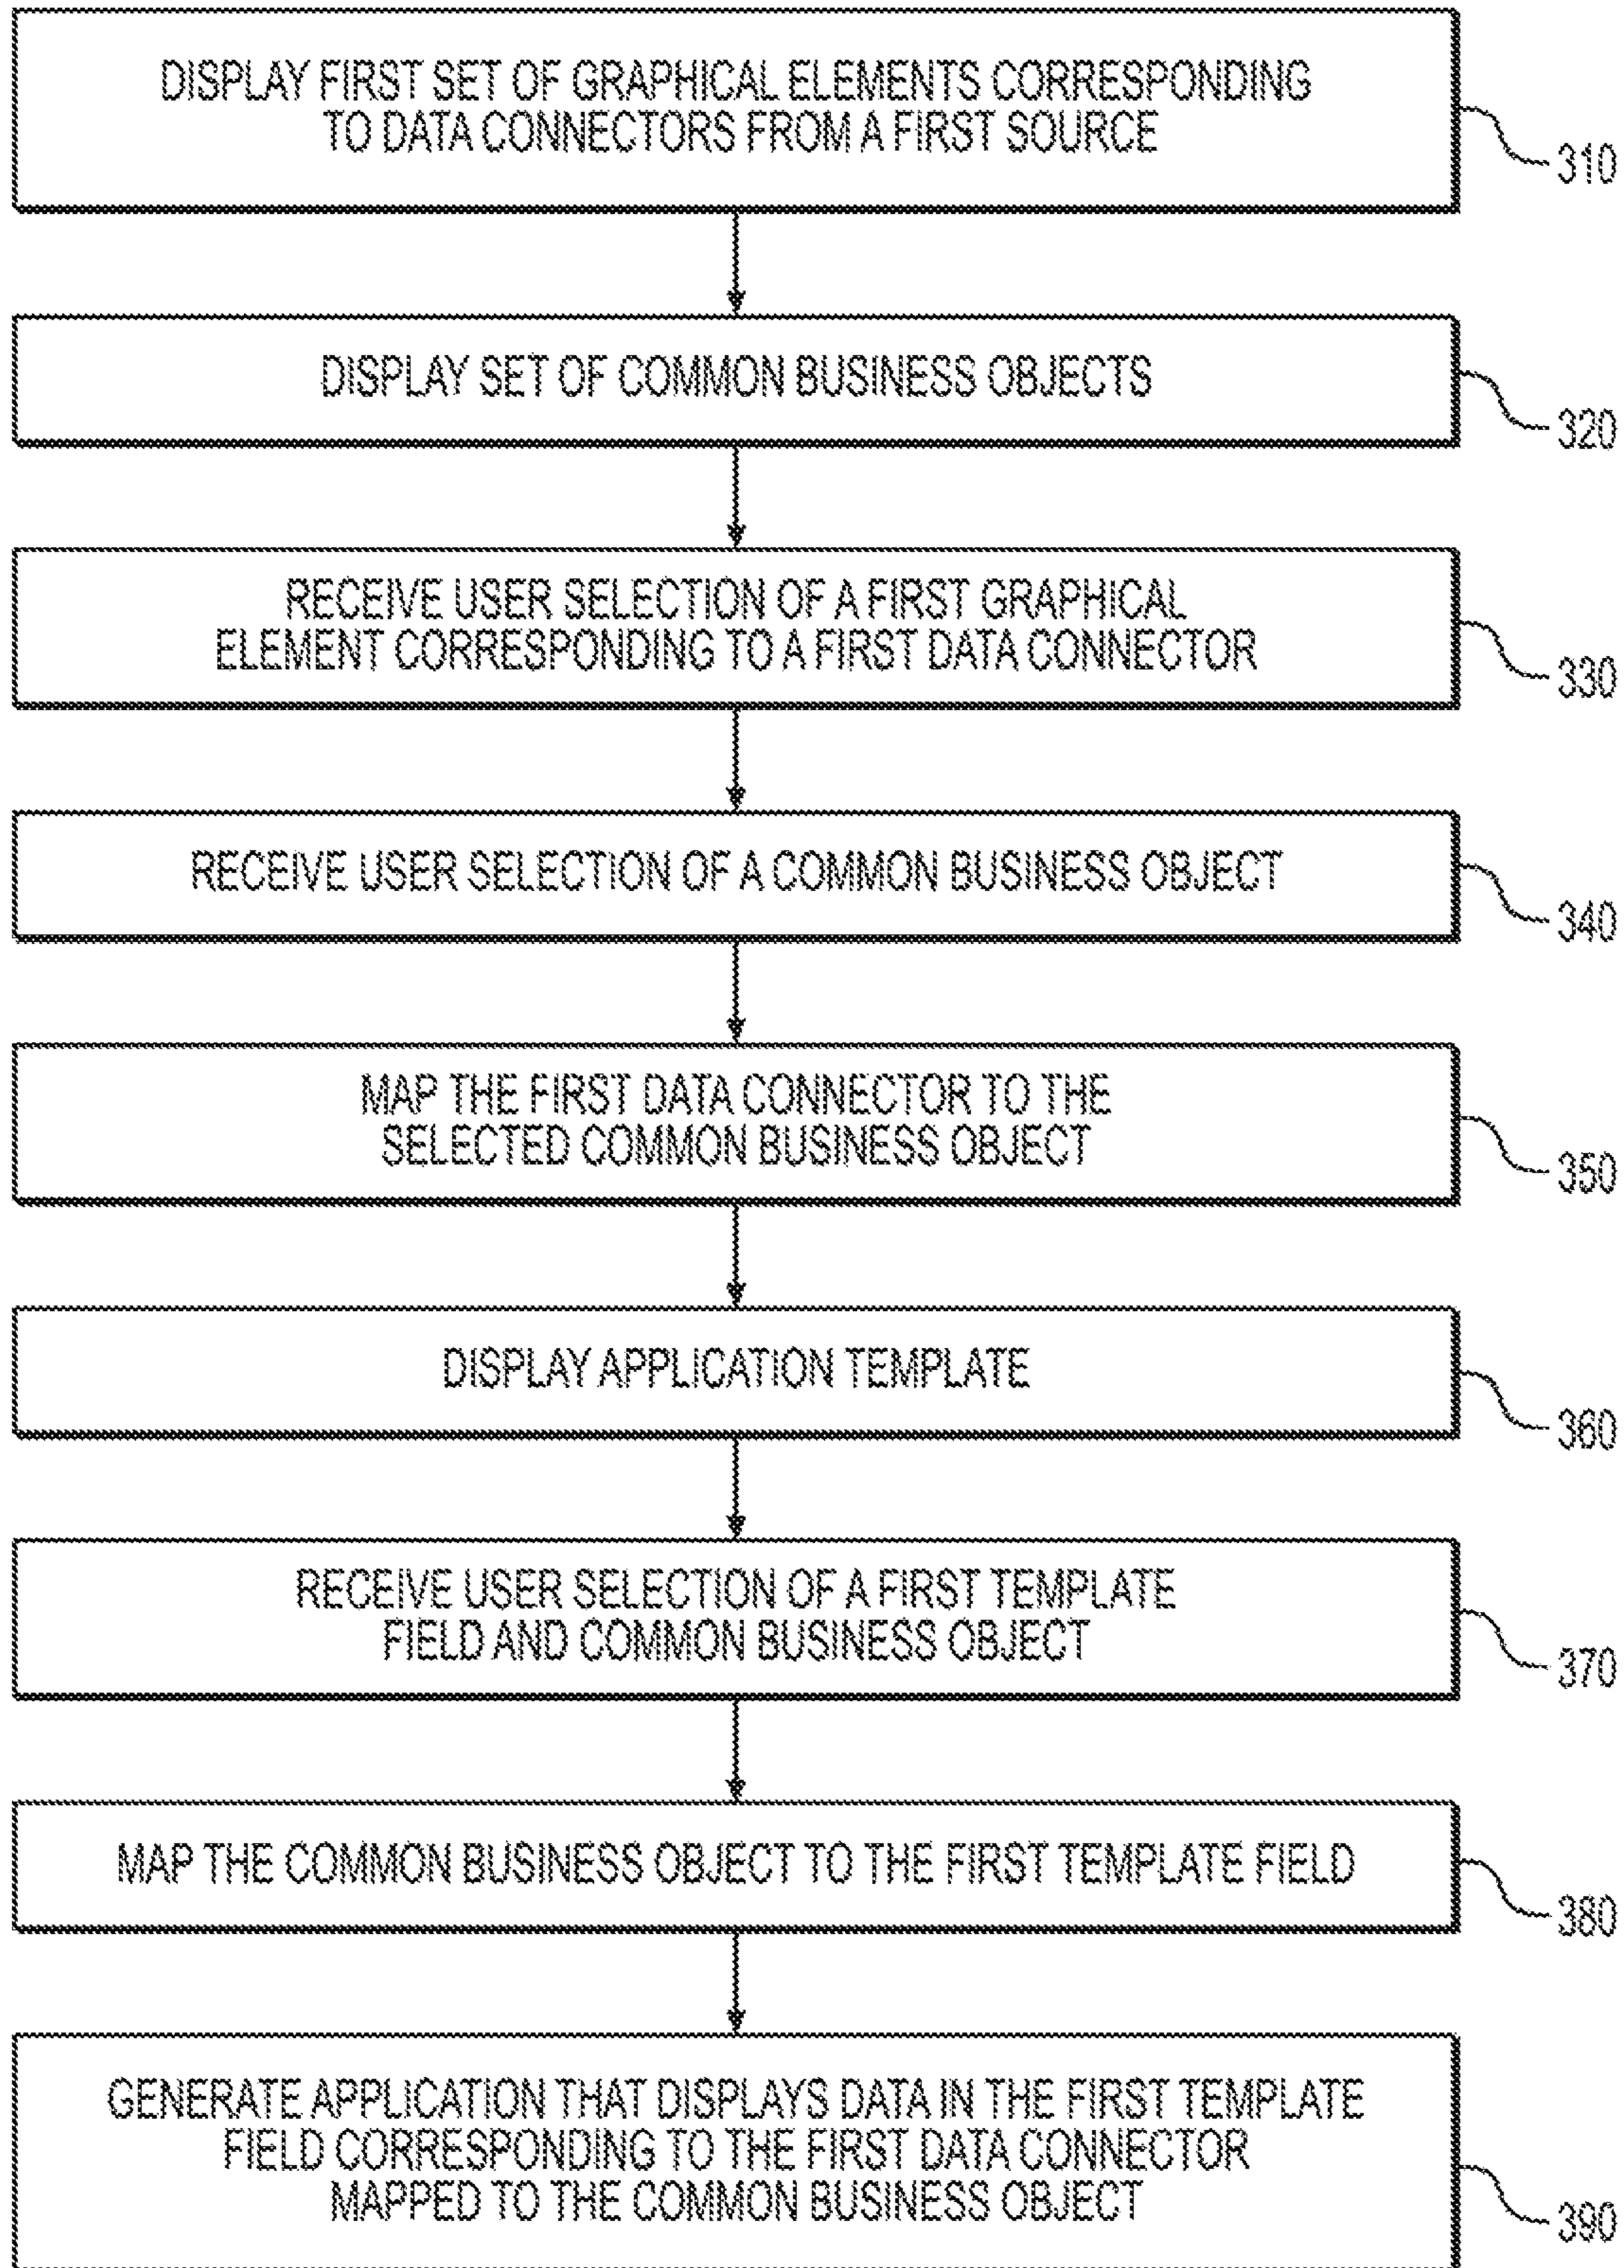 DISPLAY FIRST SET OF GRAPHICAL ELEMENTS CORRESPONDING
TO DATA CONNECTORS FROM A FIRST SOURCE
310
DISPLAY SET OF COMMON BUSINESS OBJECTS
320
RECEIVE USER SELECTION OF A FIRST GRAPHICAL
ELEMENT CORRESPONDING TO A FIRST DATA CONNECTOR
330
RECEIVE USER SELECTION OF A COMMON BUSINESS OBJECT
340
MAP THE FIRST DATA CONNECTOR TO THE
SELECTED COMMON BUSINESS OBJECT
350
DISPLAY APPLICATION TEMPLATE
360
RECEIVE USER SELECTION OF A FIRST TEMPLATE
FIELD AND COMMON BUSINESS OBJECT
370
MAP THE COMMON BUSINESS OBJECT TO THE FIRST TEMPLATE FIELD
380
GENERATE APPLICATION THAT DISPLAYS DATA IN THE FIRST TEMPLATE
FIELD CORRESPONDING TO THE FIRST DATA CONNECTOR
MAPPED TO THE COMMON BUSINESS OBJECT
390